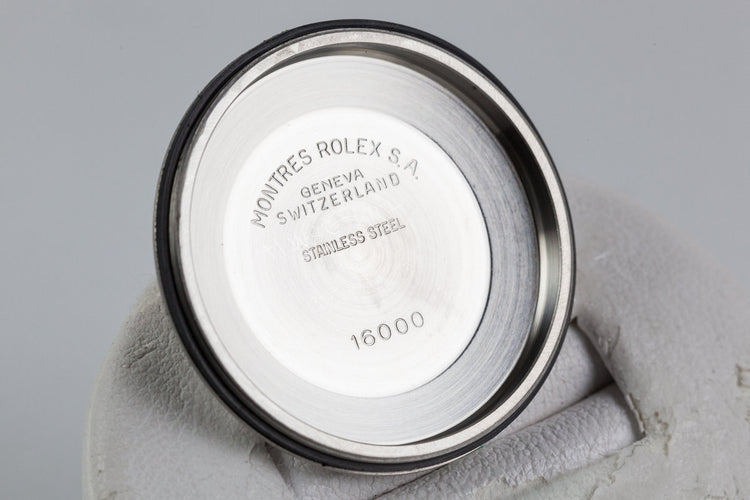 MONTRES ROLEX S.A.
GENEVA
SWITZERLAND
STAINLESS STEEL
16000